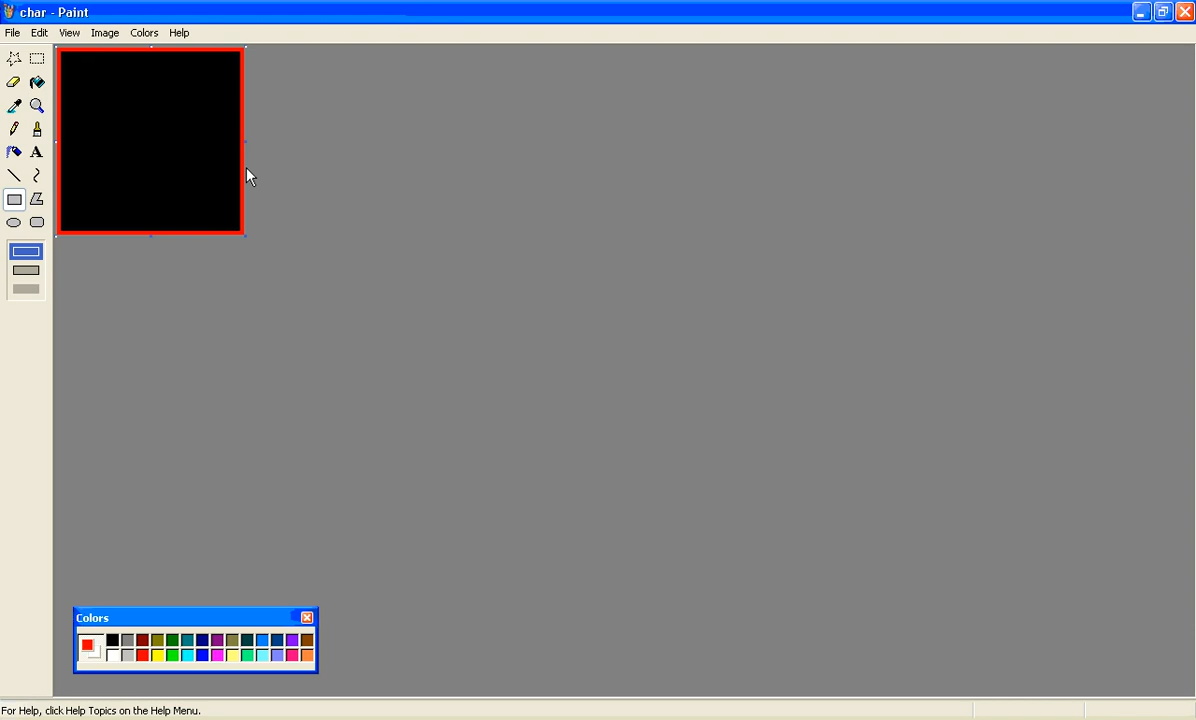 char - Paint
File Edit View Image Colors Help
A
Colors
For Help, click Help Topics on the Help Menu.